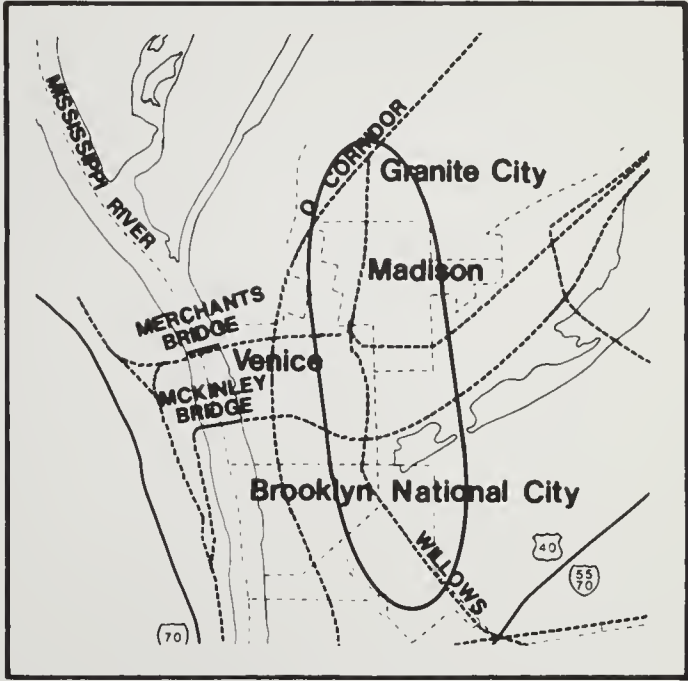 MISSISSIPPI RIVER
Q CORRIDOR
Granite City
Madison
MERCHANTS
BRIDGE
Venice
MCKINLEY
BRIDGE
Brooklyn National City
WILLOWS
40
55
70
70